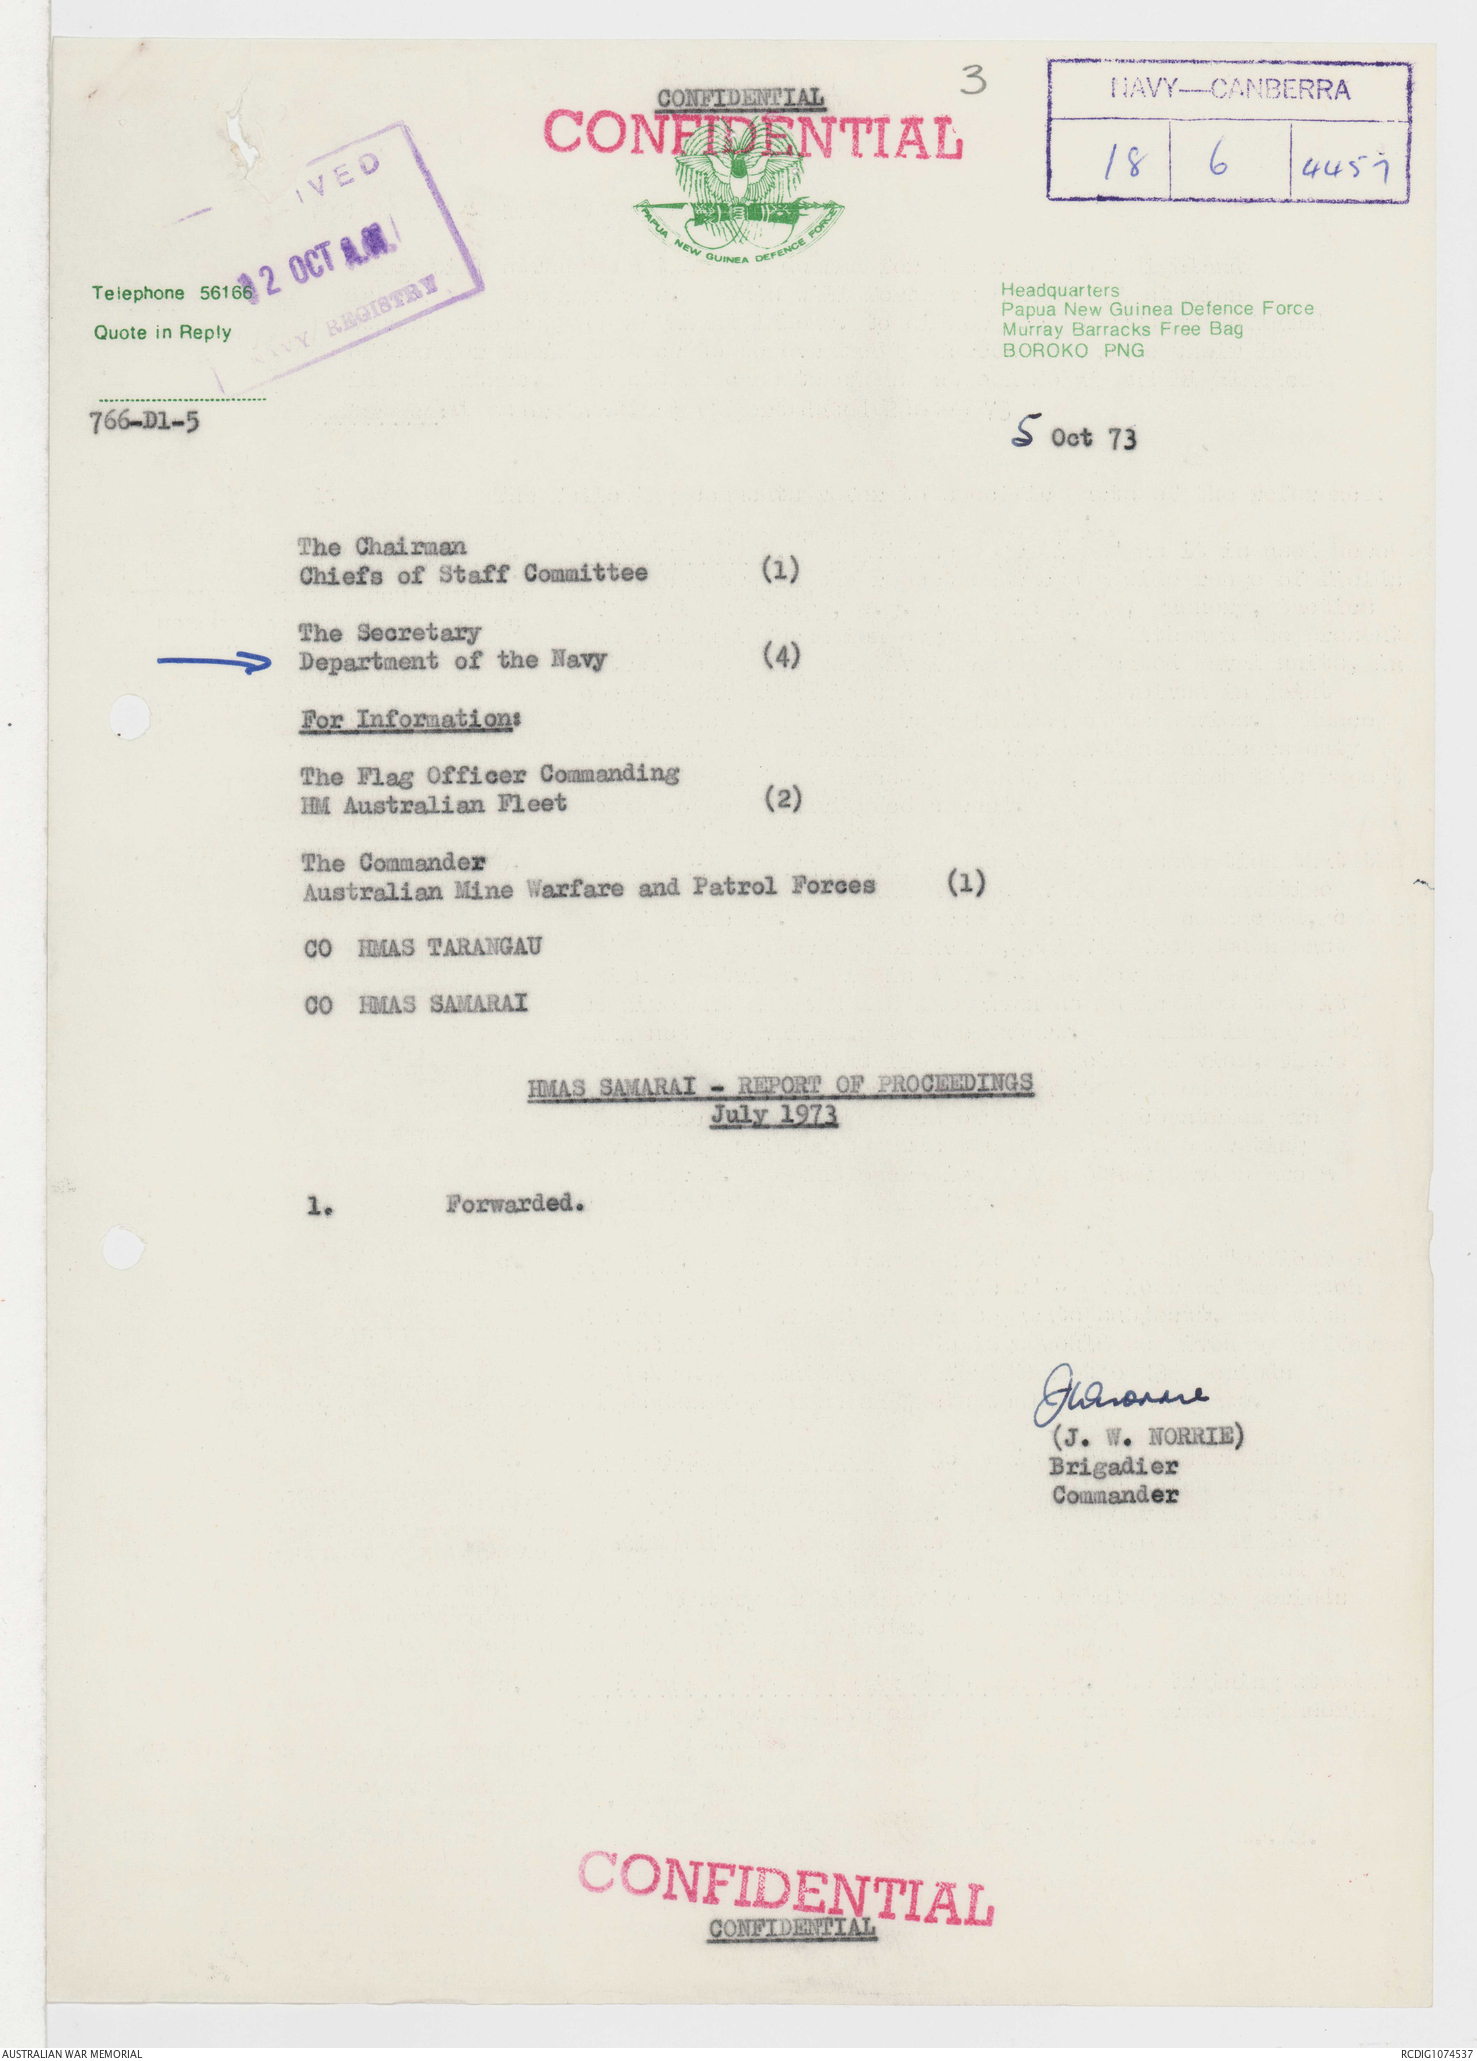 CONFIDENTIAL
CONFIDENTIAL
3
NAVY—CANBERRA
18 6 4457
PAPUA NEW GUINEA DEFENCE FORCE
IVED
12 OCT A.M.
NAVY REGISTRY
Telephone 56166
Quote in Reply
Headquarters
Papua New Guinea Defence Force
Murray Barracks Free Bag
BOROKO PNG
766-D1-5
5 Oct 73
The Chairman
Chiefs of Staff Committee (1)
The Secretary
Department of the Navy (4)
For Information:
The Flag Officer Commanding
HM Australian Fleet (2)
The Commander
Australian Mine Warfare and Patrol Forces (1)
CO HMAS TARANGAU
CO HMAS SAMARAI
HMAS SAMARAI - REPORT OF PROCEEDINGS
July 1973
1. Forwarded.
(J. W. NORRIE)
Brigadier
Commander
CONFIDENTIAL
CONFIDENTIAL
AUSTRALIAN WAR MEMORIAL
RCDIG1074537